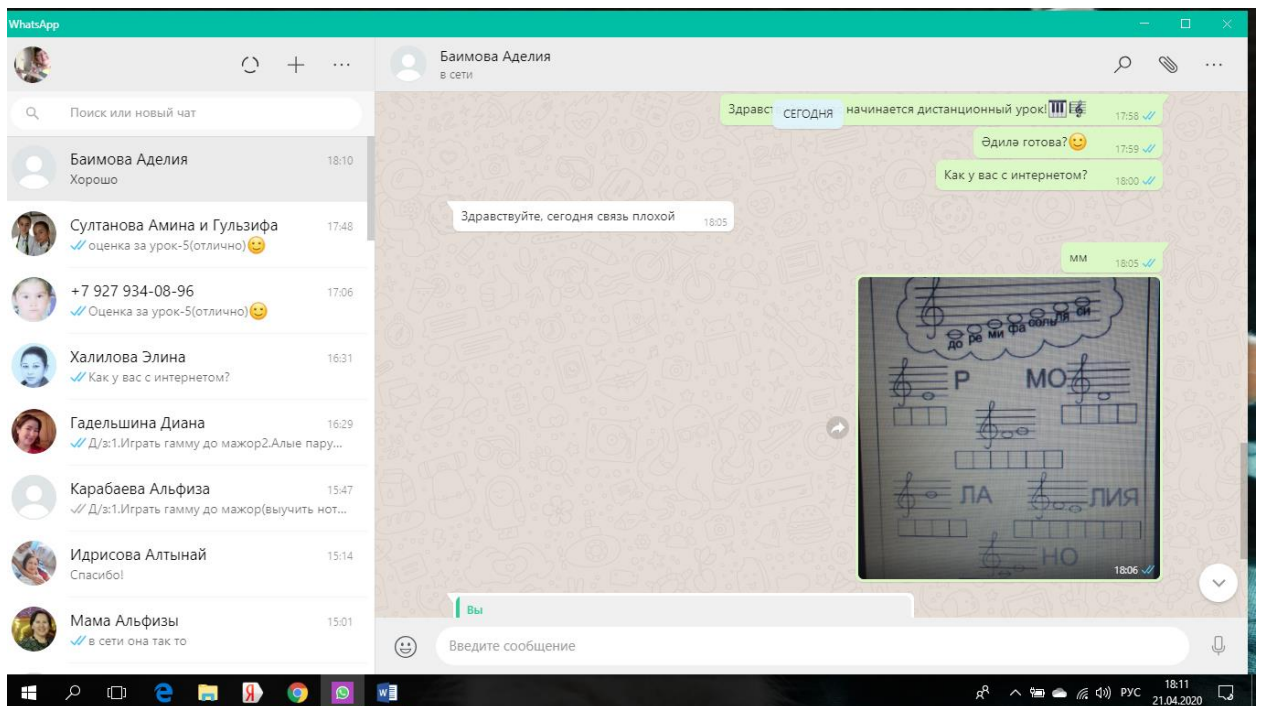 WhatsApp
Поиск или новый чат
Баимова Аделия 18:10
Хорошо
Султанова Амина и Гульзифа 17:48
оценка за урок-5(отлично)😊
+7 927 934-08-96 17:06
Оценка за урок-5(отлично)😊
Халилова Элина 16:31
Как у вас с интернетом?
Гадельшина Диана 16:29
Д/з:1.Играть гамму до мажор2.Алые пару...
Карабаева Альфиза 15:47
Д/з:1.Играть гамму до мажор(выучить нот...
Идрисова Алтынай 15:14
Спасибо!
Мама Альфизы 15:01
в сети она так то
Баимова Аделия
в сети
СЕГОДНЯ
Здравст начинается дистанционный урок!🎹🎼 17:58
Әдилә готова?😊 17:59
Как у вас с интернетом? 18:00
Здравствуйте, сегодня связь плохой 18:05
мм 18:05
до ре ми фа соль ля си
Р МО
ЛА ЛИЯ
НО
18:06
Вы
Введите сообщение
W РУС 18:11
21.04.2020